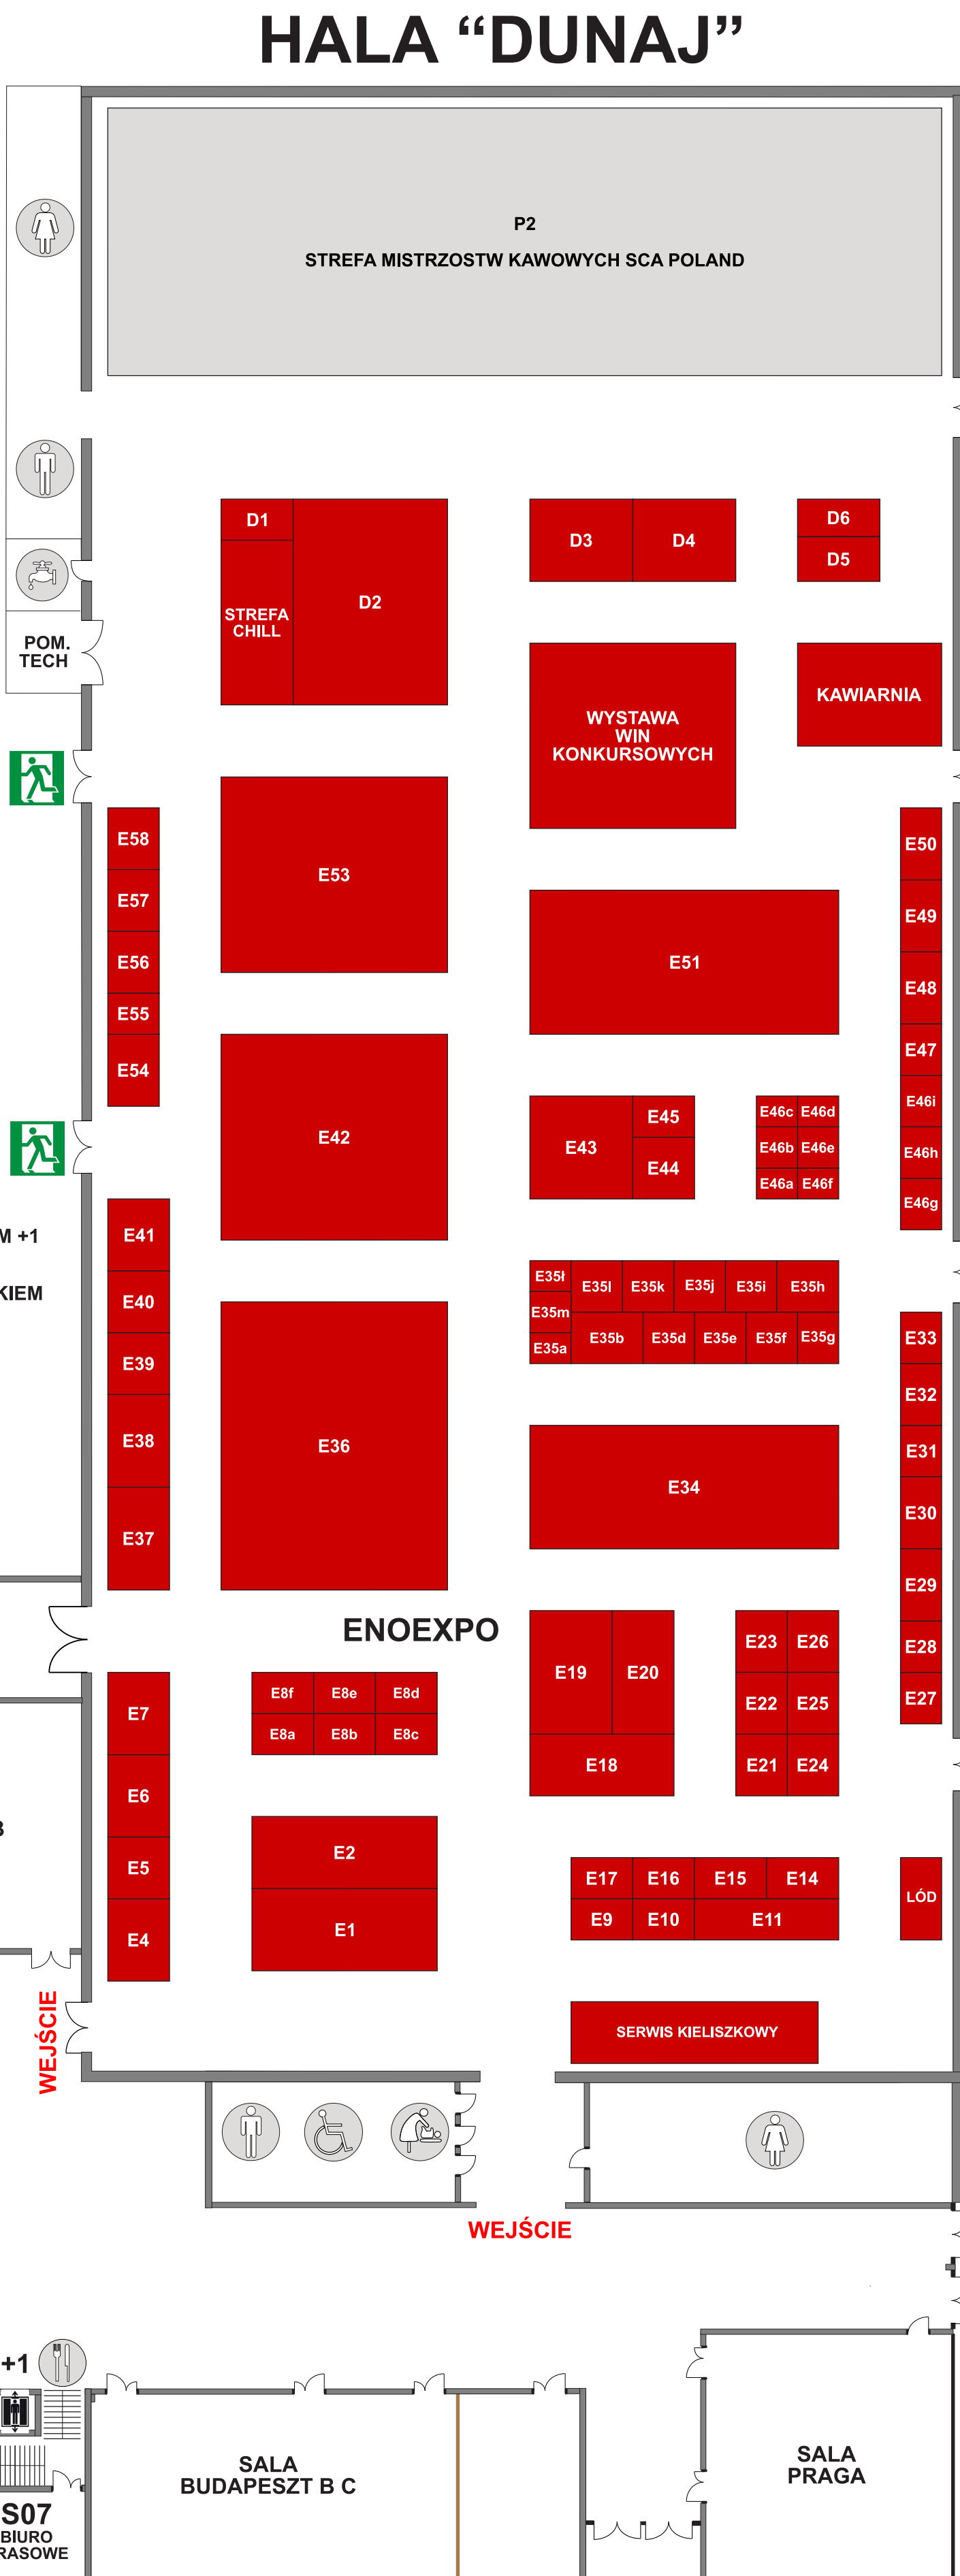 HALA “DUNAJ”
P2
STREFA MISTRZOSTW KAWOWYCH SCA POLAND
D1
D2
STREFA
CHILL
D3
D4
D6
D5
POM.
TECH
WYSTAWA
WIN
KONKURSOWYCH
KAWIARNIA
E58
E57
E56
E55
E54
E53
E51
E50
E49
E48
E47
E46i
E46h
E46g
E42
E43
E45
E44
E46c
E46d
E46b
E46e
E46a
E46f
M +1
KIEM
E41
E40
E39
E38
E37
E36
E35ł
E35l
E35k
E35j
E35i
E35h
E35m
E35a
E35b
E35d
E35e
E35f
E35g
E33
E32
E31
E30
E29
E28
E27
E34
ENOEXPO
E19
E20
E18
E23
E26
E22
E25
E21
E24
E7
E6
E5
E4
E8f
E8e
E8d
E8a
E8b
E8c
E2
E1
E17
E16
E15
E14
E9
E10
E11
LÓD
SERWIS KIELISZKOWY
WEJŚCIE
WEJŚCIE
+1
SALA
BUDAPESZT B C
SALA
PRAGA
S07
BIURO
RASOWE